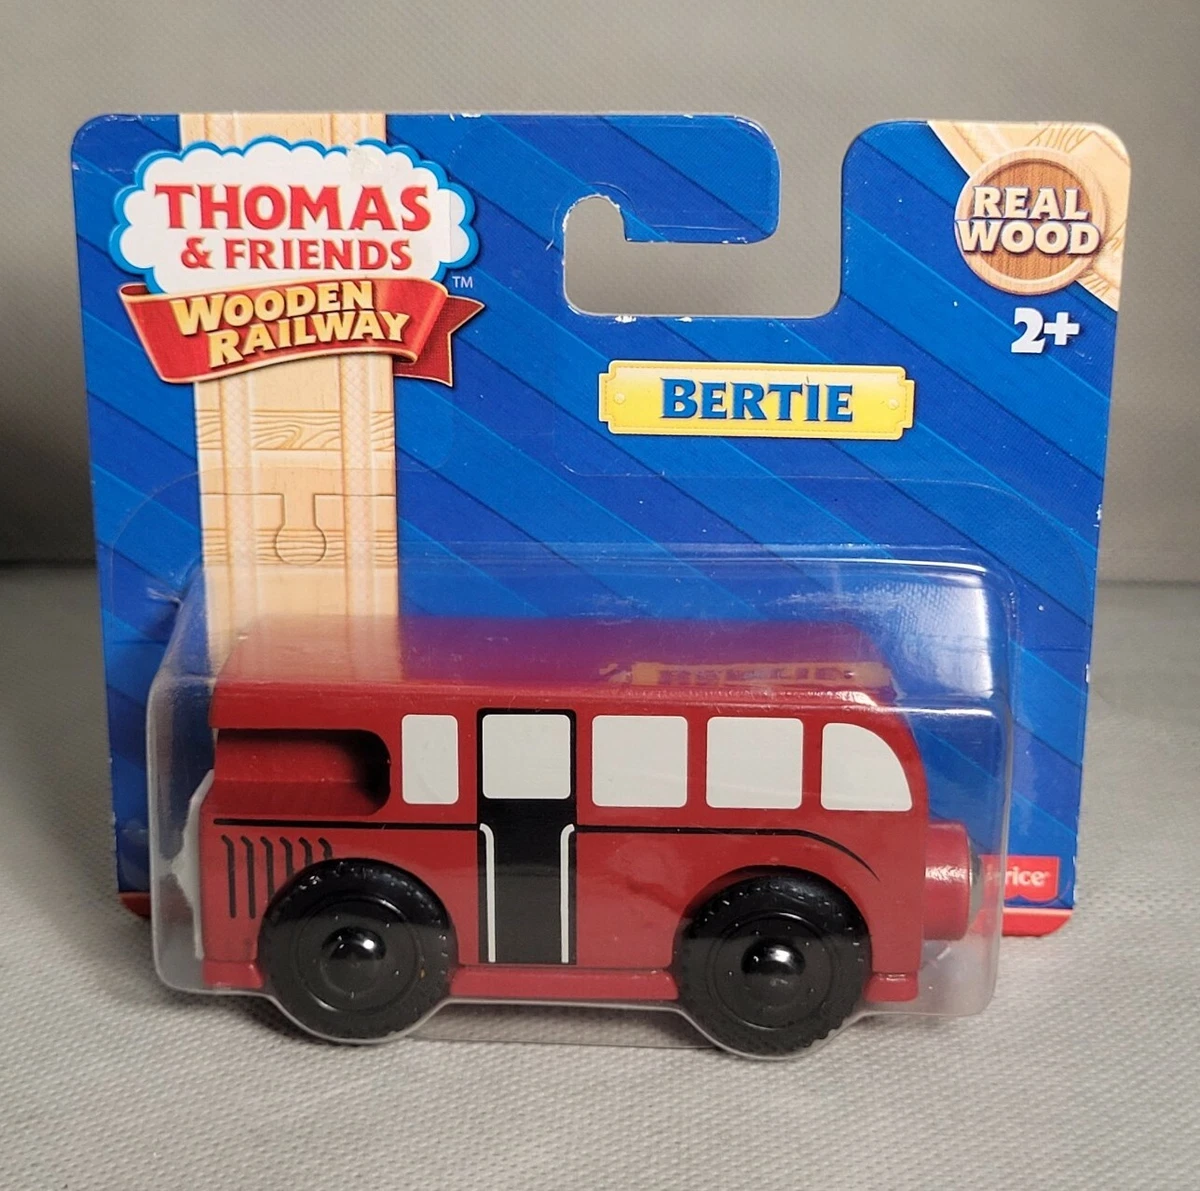 THOMAS
& FRIENDS
WOODEN
RAILWAY
TM
REAL
WOOD
2+
BERTIE